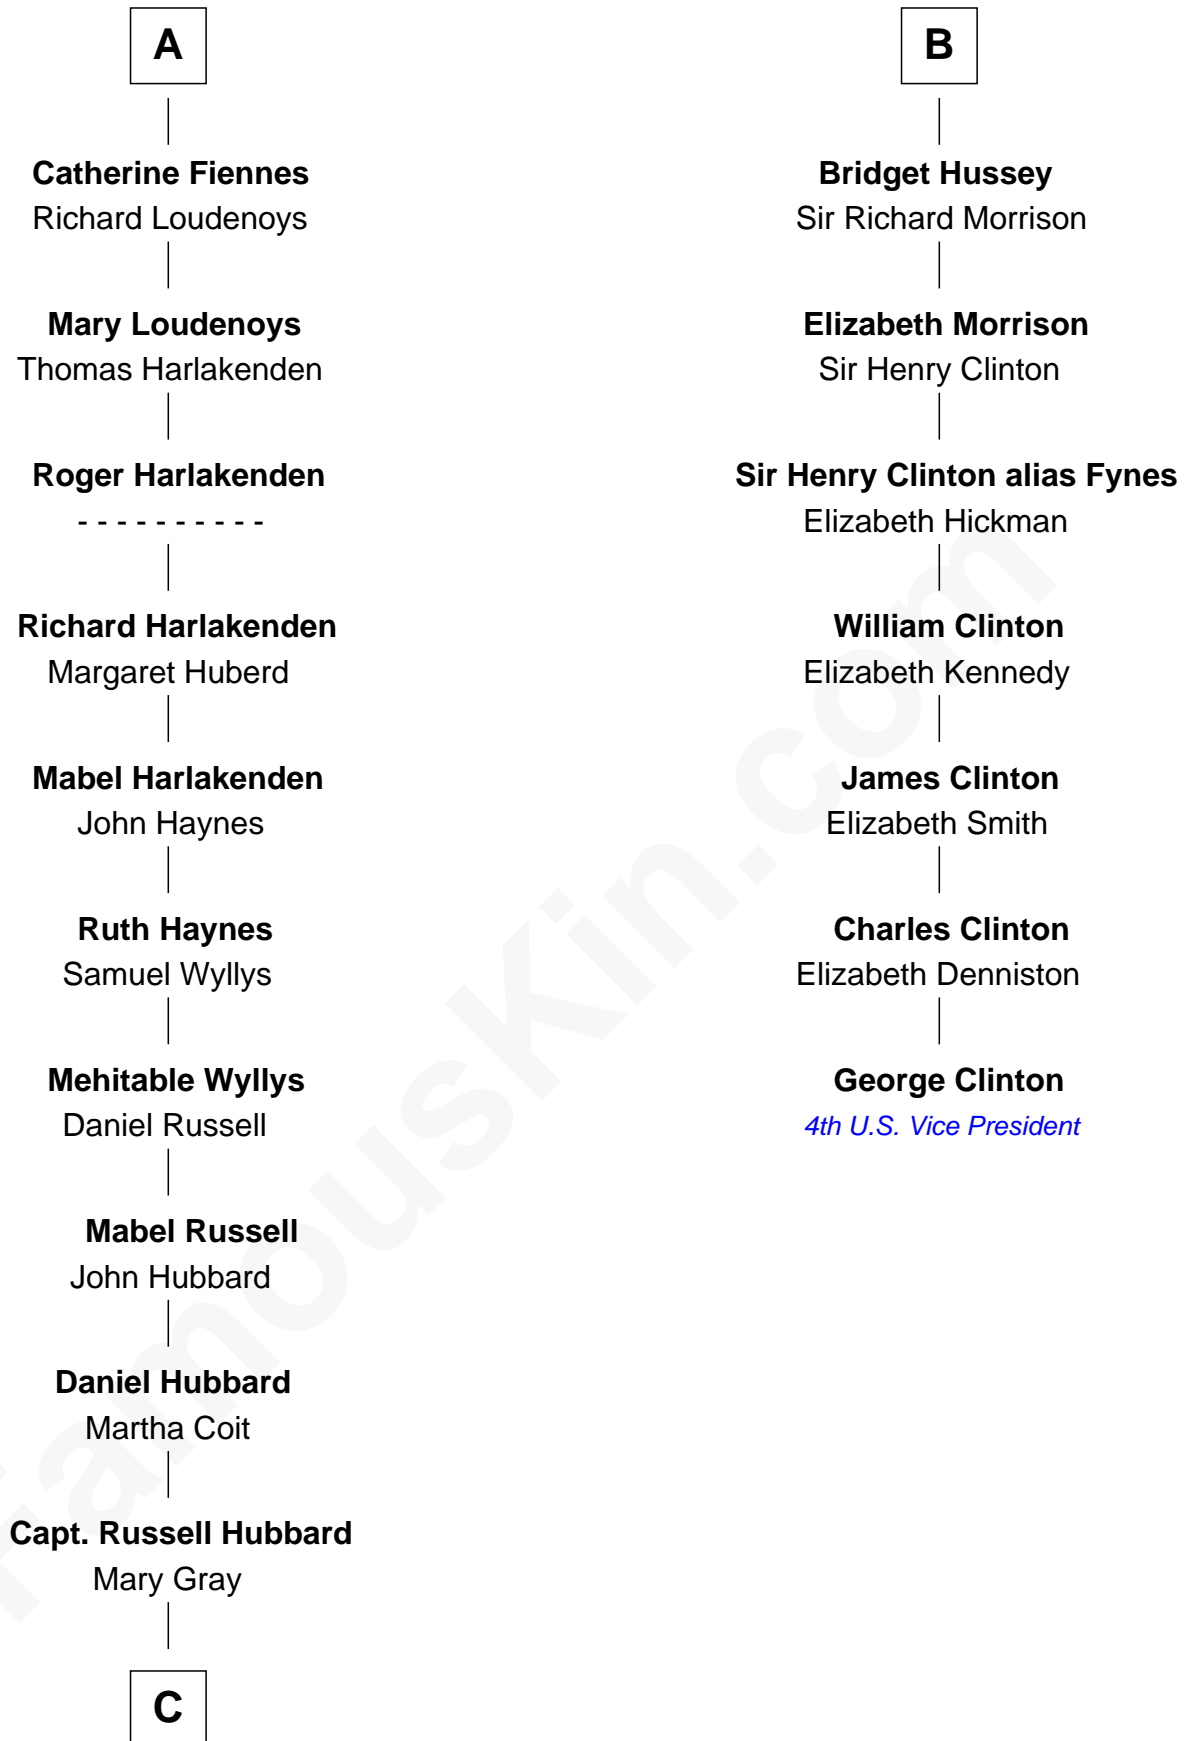 A
Catherine Fiennes
Richard Loudenoys
Mary Loudenoys
Thomas Harlakenden
Roger Harlakenden
- - - - - - - - - -
Richard Harlakenden
Margaret Huberd
Mabel Harlakenden
John Haynes
Ruth Haynes
Samuel Wyllys
Mehitable Wyllys
Daniel Russell
Mabel Russell
John Hubbard
Daniel Hubbard
Martha Coit
Capt. Russell Hubbard
Mary Gray
C
B
Bridget Hussey
Sir Richard Morrison
Elizabeth Morrison
Sir Henry Clinton
Sir Henry Clinton alias Fynes
Elizabeth Hickman
William Clinton
Elizabeth Kennedy
James Clinton
Elizabeth Smith
Charles Clinton
Elizabeth Denniston
George Clinton
4th U.S. Vice President
FamousKin.com